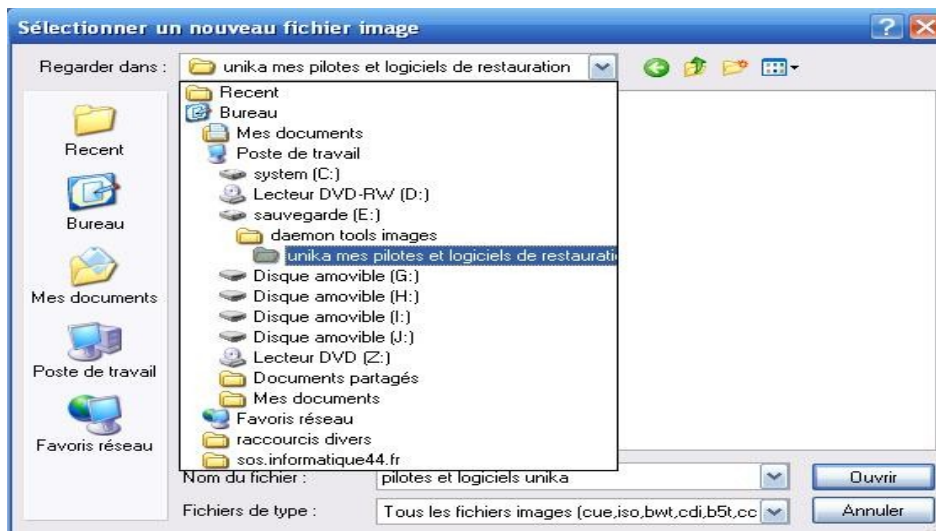 Sélectionner un nouveau fichier image
Regarder dans :
unika mes pilotes et logiciels de restauration
Recent
Bureau
Mes documents
Poste de travail
Favoris réseau
Recent
Bureau
Mes documents
Poste de travail
system (C:)
Lecteur DVD-RW (D:)
sauvegarde (E:)
daemon tools images
unika mes pilotes et logiciels de restauratio
Disque amovible (G:)
Disque amovible (H:)
Disque amovible (I:)
Disque amovible (J:)
Lecteur DVD (Z:)
Documents partagés
Mes documents
Favoris réseau
raccourcis divers
sos.informatique44.fr
Nom du fichier :
pilotes et logiciels unika
Ouvrir
Fichiers de type :
Tous les fichiers images (cue,iso,bwt,cdi,b5t,cc
Annuler